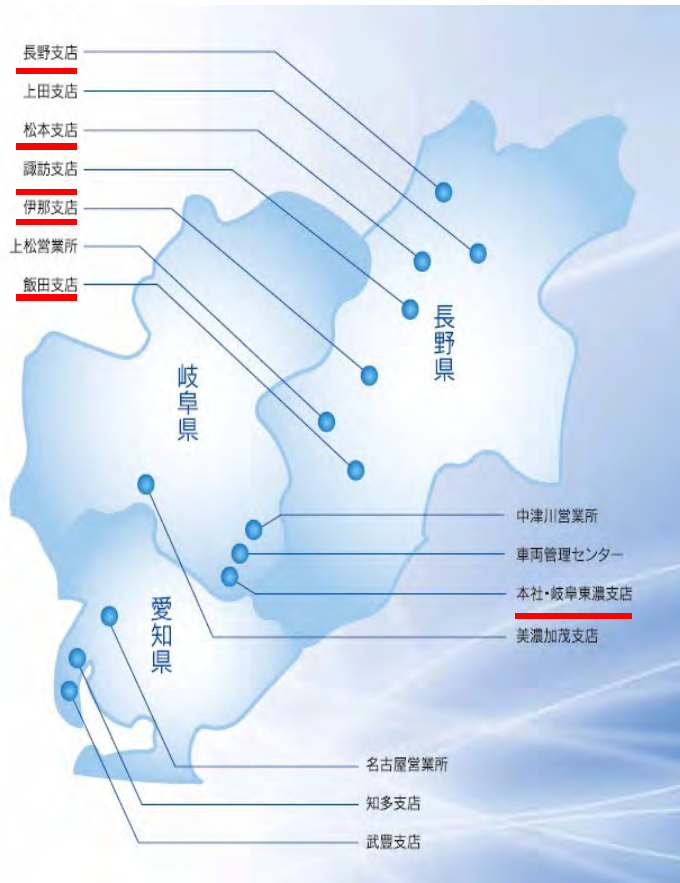 長野支店
上田支店
松本支店
諏訪支店
伊那支店
上松営業所
飯田支店
長野県
岐阜県
愛知県
中津川営業所
車両管理センター
本社・岐阜東濃支店
美濃加茂支店
名古屋営業所
知多支店
武豊支店